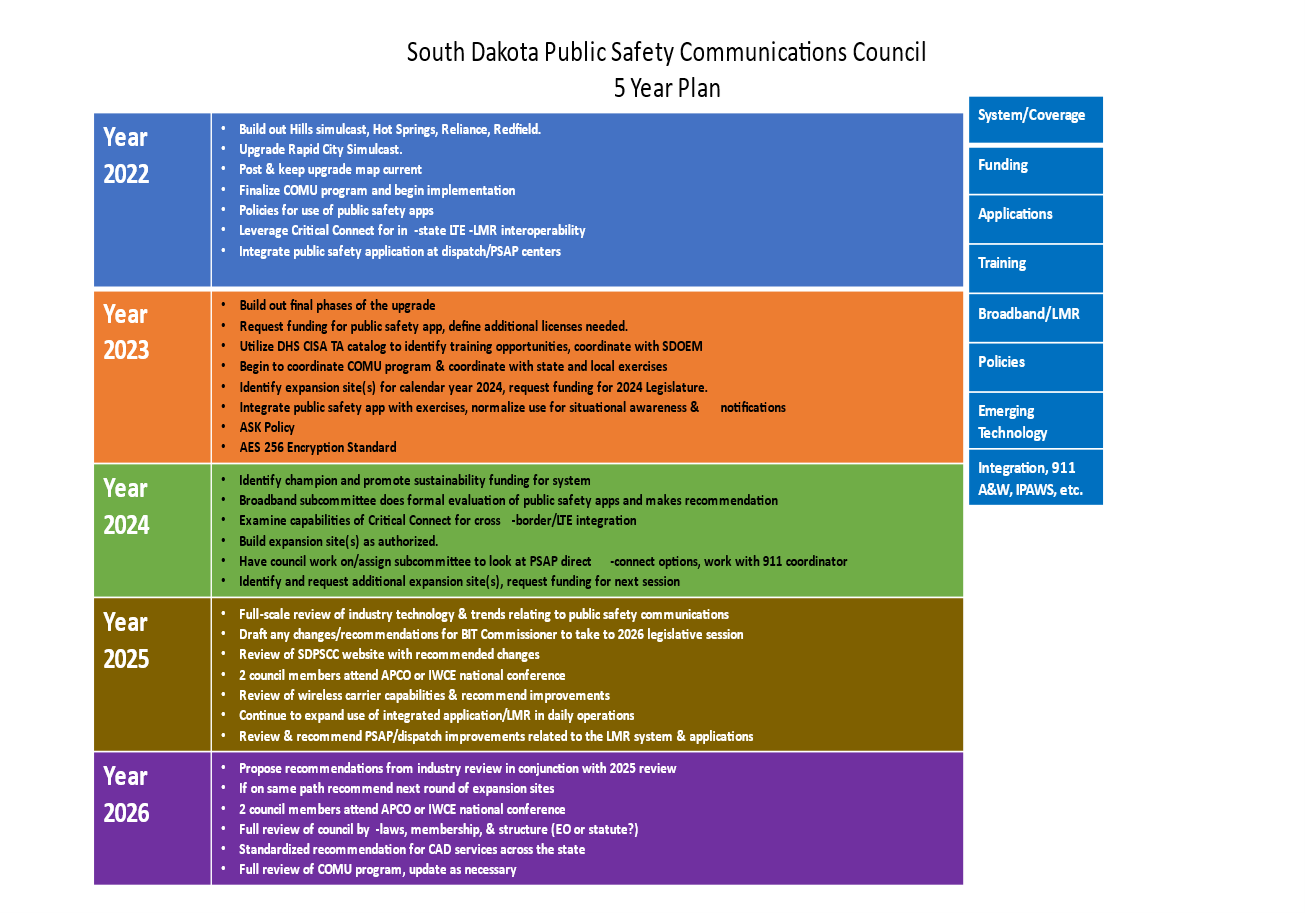 South Dakota Public Safety Communications Council
5 Year Plan
Year
2022
• Build out Hills simulcast, Hot Springs, Reliance, Redfield.
• Upgrade Rapid City Simulcast.
• Post & keep upgrade map current
• Finalize COMU program and begin implementation
• Policies for use of public safety apps
• Leverage Critical Connect for in -state LTE -LMR interoperability
• Integrate public safety application at dispatch/PSAP centers
Year
2023
• Build out final phases of the upgrade
• Request funding for public safety app, define additional licenses needed.
• Utilize DHS CISA TA catalog to identify training opportunities, coordinate with SDOEM
• Begin to coordinate COMU program & coordinate with state and local exercises
• Identify expansion site(s) for calendar year 2024, request funding for 2024 Legislature.
• Integrate public safety app with exercises, normalize use for situational awareness & notifications
• ASK Policy
• AES 256 Encryption Standard
Year
2024
• Identify champion and promote sustainability funding for system
• Broadband subcommittee does formal evaluation of public safety apps and makes recommendation
• Examine capabilities of Critical Connect for cross -border/LTE integration
• Build expansion site(s) as authorized.
• Have council work on/assign subcommittee to look at PSAP direct -connect options, work with 911 coordinator
• Identify and request additional expansion site(s), request funding for next session
Year
2025
• Full-scale review of industry technology & trends relating to public safety communications
• Draft any changes/recommendations for BIT Commissioner to take to 2026 legislative session
• Review of SDPSCC website with recommended changes
• 2 council members attend APCO or IWCE national conference
• Review of wireless carrier capabilities & recommend improvements
• Continue to expand use of integrated application/LMR in daily operations
• Review & recommend PSAP/dispatch improvements related to the LMR system & applications
Year
2026
• Propose recommendations from industry review in conjunction with 2025 review
• If on same path recommend next round of expansion sites
• 2 council members attend APCO or IWCE national conference
• Full review of council by -laws, membership, & structure (EO or statute?)
• Standardized recommendation for CAD services across the state
• Full review of COMU program, update as necessary
System/Coverage
Funding
Applications
Training
Broadband/LMR
Policies
Emerging
Technology
Integration, 911
A&W, IPAWS, etc.